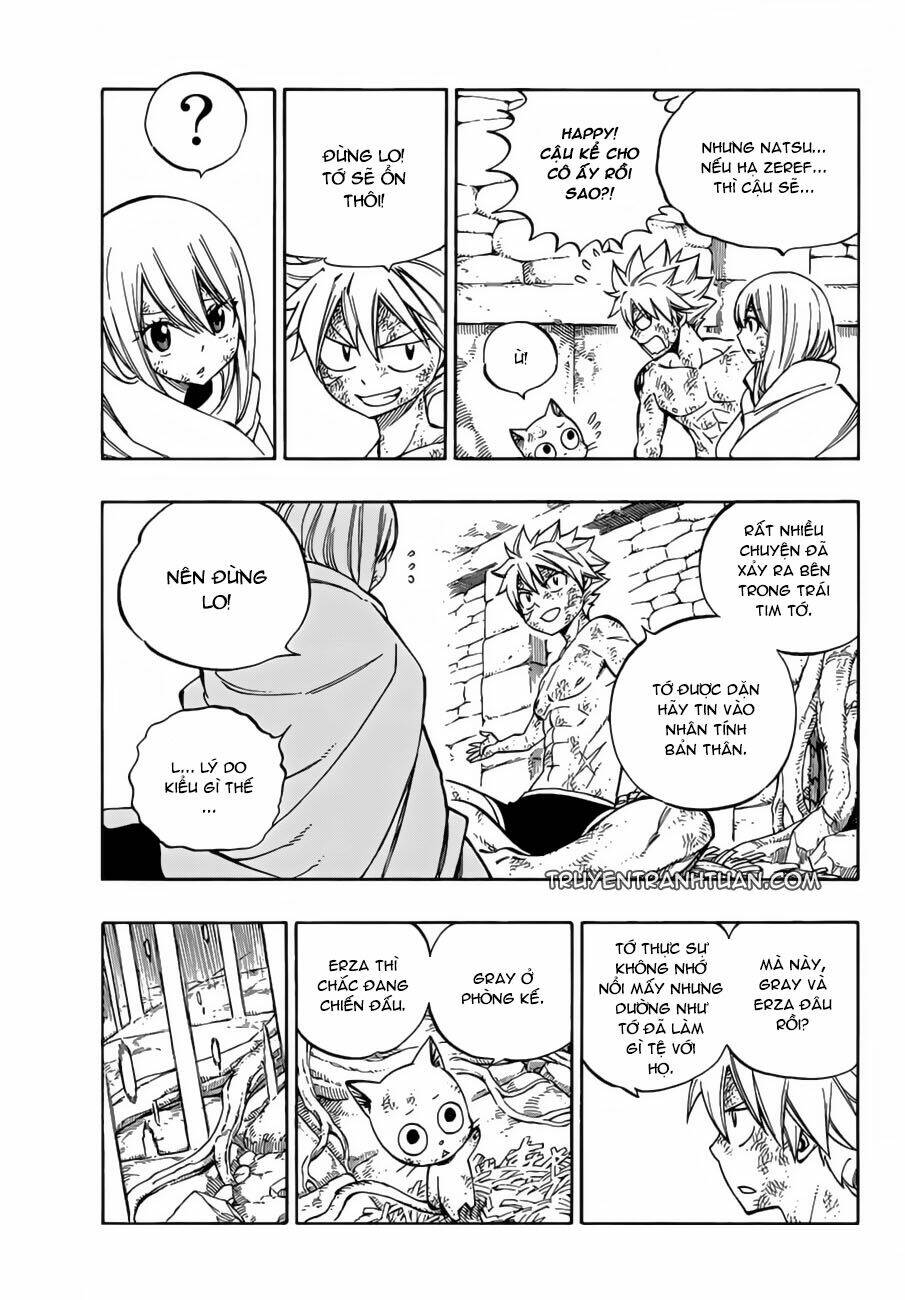 NHƯNG NATSU...
NẾU HẠ ZEREF...
THÌ CẬU SẼ...
HAPPY!
CẬU KỂ CHO
CÔ ẤY RỒI
SAO?!
Ừ!
ĐỪNG LO!
TỚ SẼ ỔN
THÔI!
?
RẤT NHIỀU
CHUYỆN ĐÃ
XẢY RA BÊN
TRONG TRÁI
TIM TỚ.
TỚ ĐƯỢC DẶN
HÃY TIN VÀO
NHÂN TÍNH
BẢN THÂN.
NÊN ĐỪNG
LO!
L... LÝ DO
KIỂU GÌ THẾ
...
TRUYENTRANHTUAN.COM
MÀ NÀY,
GRAY VÀ
ERZA ĐÂU
RỒI?
TỚ THỰC SỰ
KHÔNG NHỚ
NỔI MẤY NHƯNG
DƯỜNG NHƯ
TỚ ĐÃ LÀM
GÌ TỆ VỚI
HỌ.
GRAY Ở
PHÒNG KẾ.
ERZA THÌ
CHẮC ĐANG
CHIẾN ĐẤU.